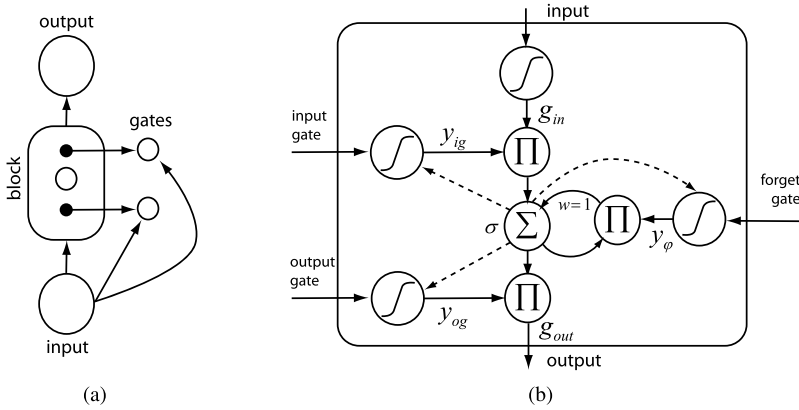 output
gates
block
input
(a)
input
g_in
input
gate
y_ig
∏
forget
gate
w=1
σ
∑
∏
y_φ
output
gate
y_og
∏
g_out
output
(b)